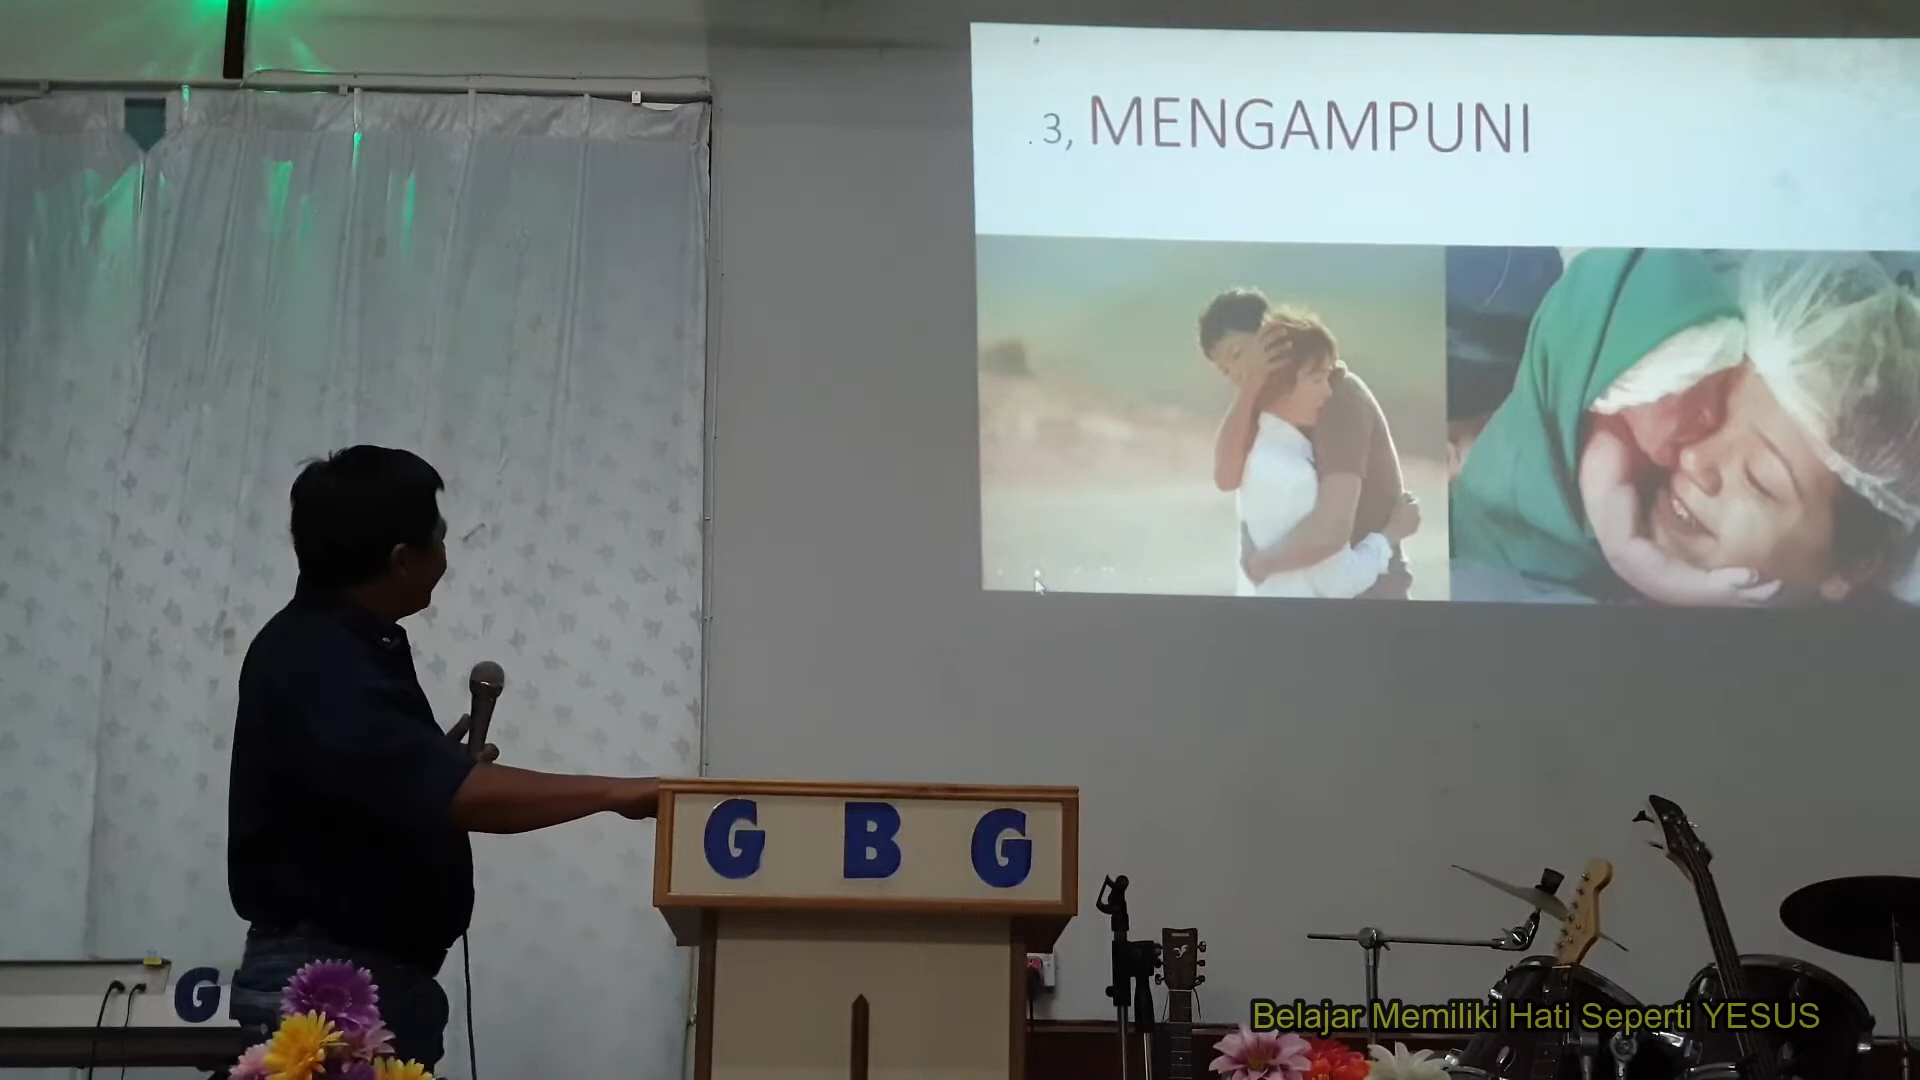 3, MENGAMPUNI
G B G
G
Belajar Memiliki Hati Seperti YESUS